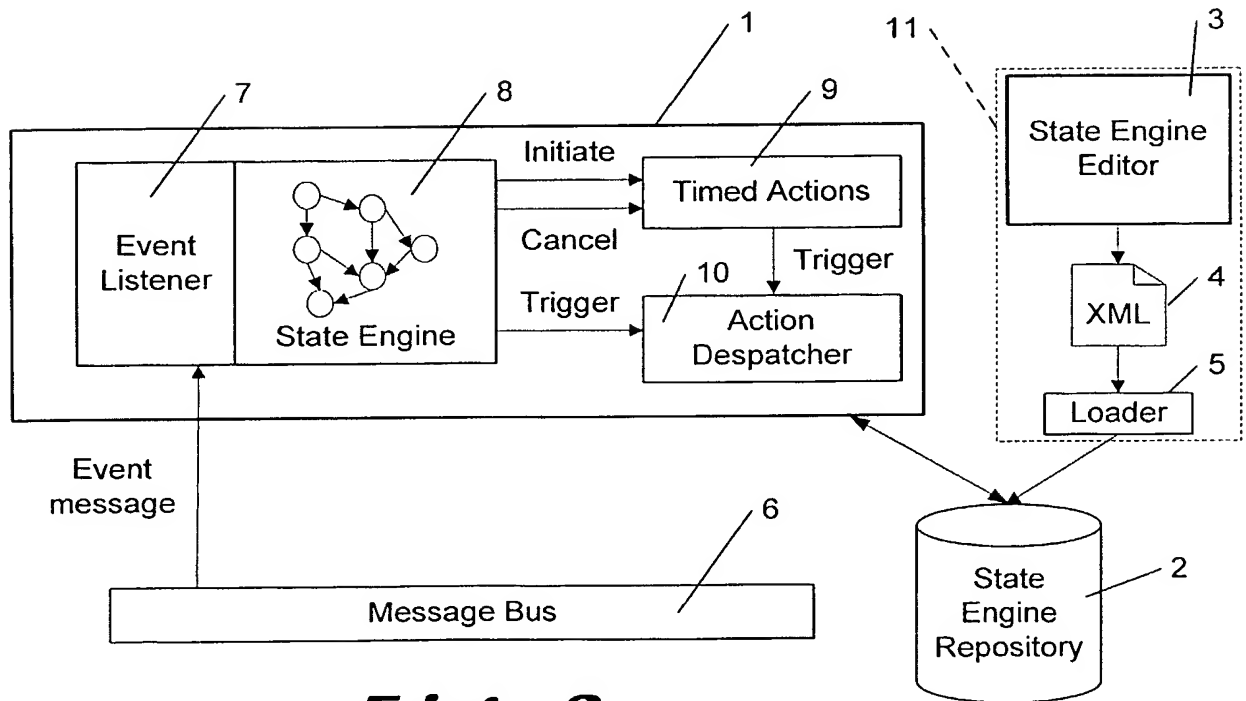 1
11
3
7
8
9
State Engine
Editor
Initiate
Timed Actions
Event
Listener
Cancel
Trigger
4
XML
Trigger
10
Action
Despatcher
State Engine
5
Loader
Event
message
6
Message Bus
State
Engine
Repository
2